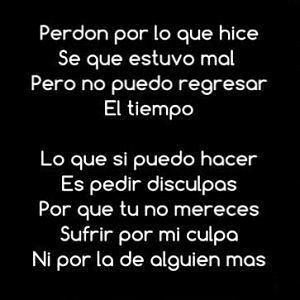 Perdon por lo que hice
Se que estuvo mal
Pero no puedo regresar
El tiempo
Lo que si puedo hacer
Es pedir disculpas
Por que tu no mereces
Sufrir por mi culpa
Ni por la de alguien mas